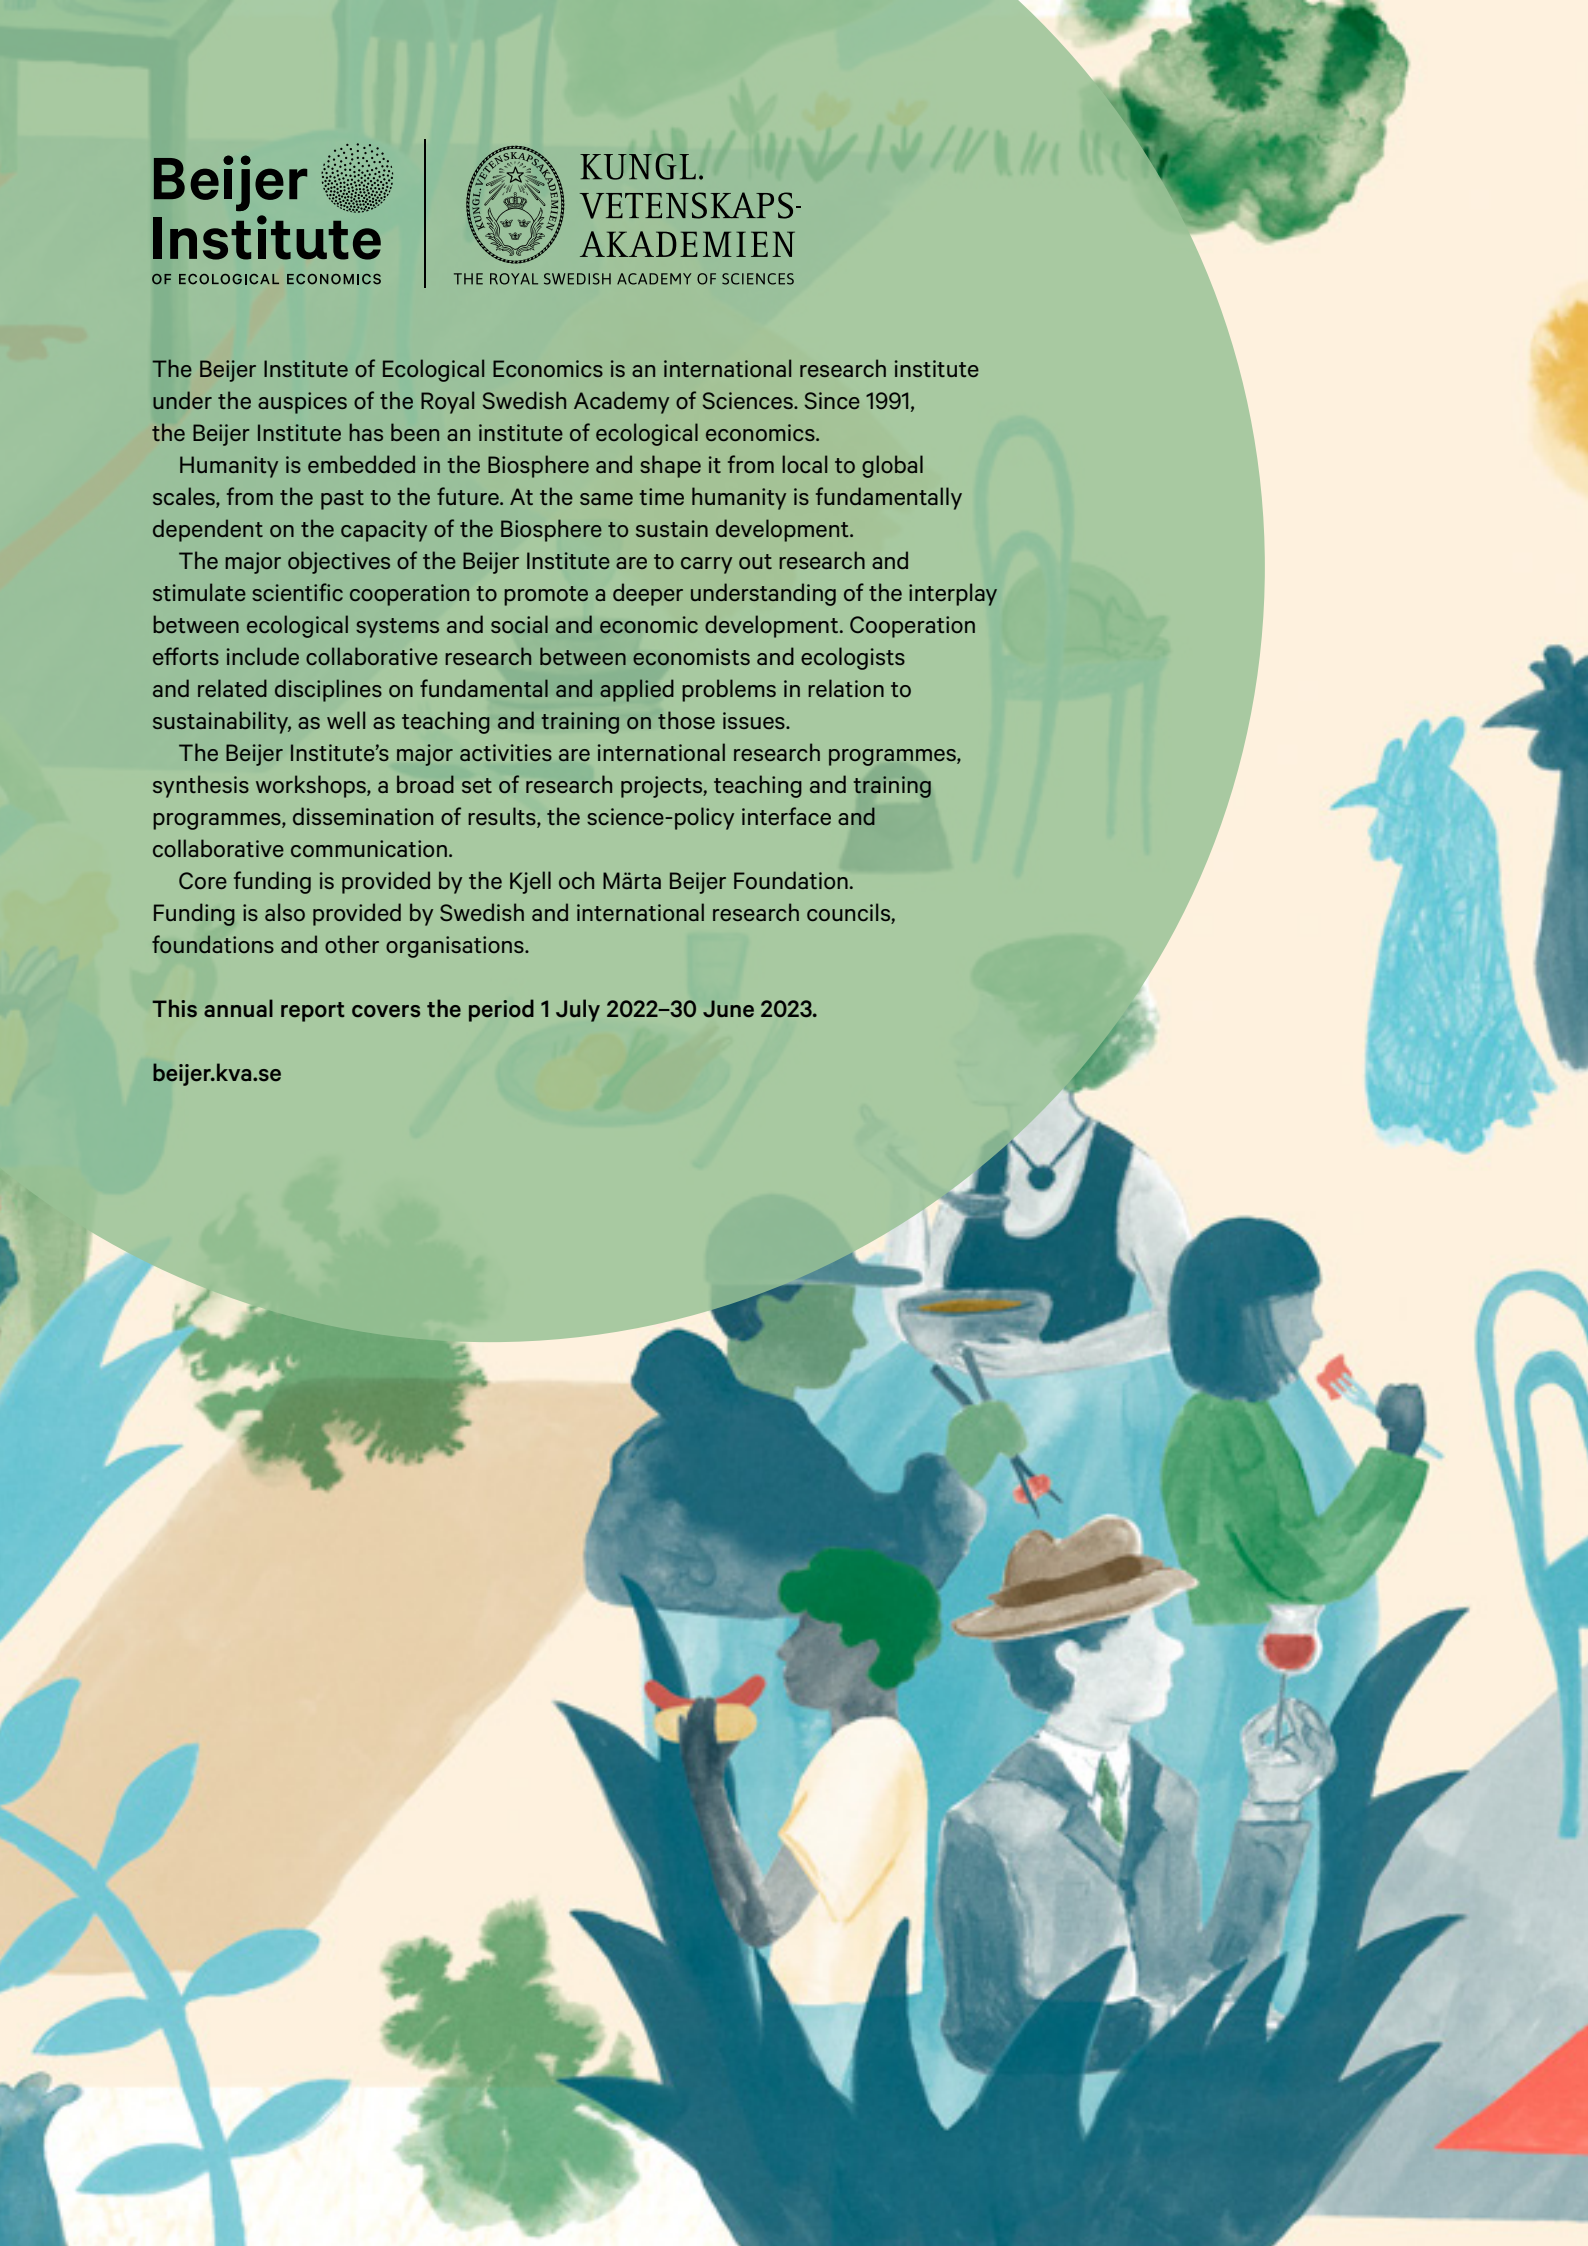 Beijer
Institute
OF ECOLOGICAL ECONOMICS
KUNGL. VETENSKAPSAKADEMIEN
KUNGL.
VETENSKAPS-
AKADEMIEN
THE ROYAL SWEDISH ACADEMY OF SCIENCES
The Beijer Institute of Ecological Economics is an international research institute
under the auspices of the Royal Swedish Academy of Sciences. Since 1991,
the Beijer Institute has been an institute of ecological economics.
Humanity is embedded in the Biosphere and shape it from local to global
scales, from the past to the future. At the same time humanity is fundamentally
dependent on the capacity of the Biosphere to sustain development.
The major objectives of the Beijer Institute are to carry out research and
stimulate scientific cooperation to promote a deeper understanding of the interplay
between ecological systems and social and economic development. Cooperation
efforts include collaborative research between economists and ecologists
and related disciplines on fundamental and applied problems in relation to
sustainability, as well as teaching and training on those issues.
The Beijer Institute’s major activities are international research programmes,
synthesis workshops, a broad set of research projects, teaching and training
programmes, dissemination of results, the science-policy interface and
collaborative communication.
Core funding is provided by the Kjell och Märta Beijer Foundation.
Funding is also provided by Swedish and international research councils,
foundations and other organisations.
This annual report covers the period 1 July 2022–30 June 2023.
beijer.kva.se